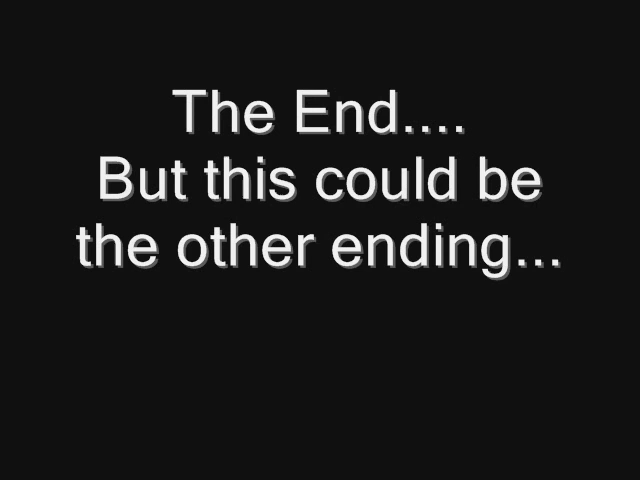 The End....
But this could be
the other ending...